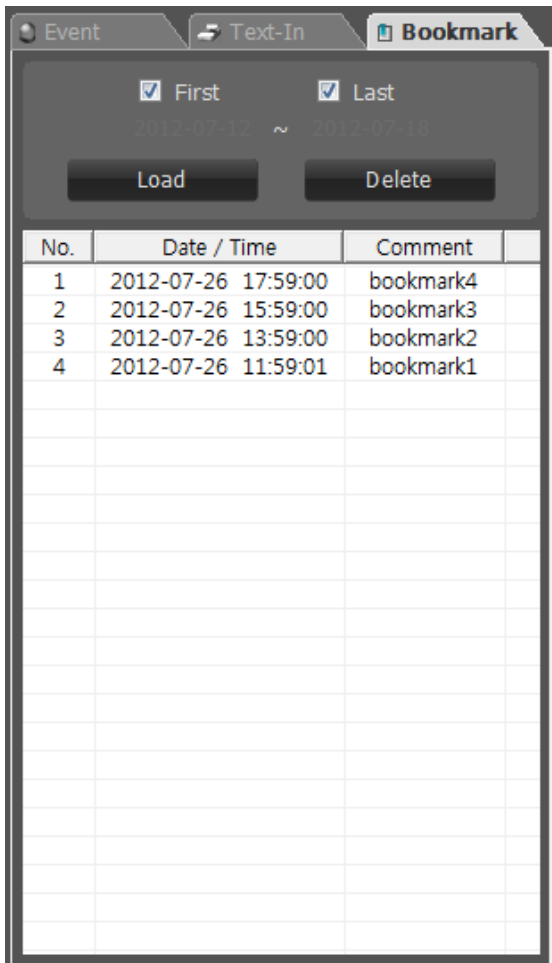 Event Text-In Bookmark
First Last
2012-07-12 ~ 2012-07-18
Load Delete
No. Date / Time Comment
1 2012-07-26 17:59:00 bookmark4
2 2012-07-26 15:59:00 bookmark3
3 2012-07-26 13:59:00 bookmark2
4 2012-07-26 11:59:01 bookmark1